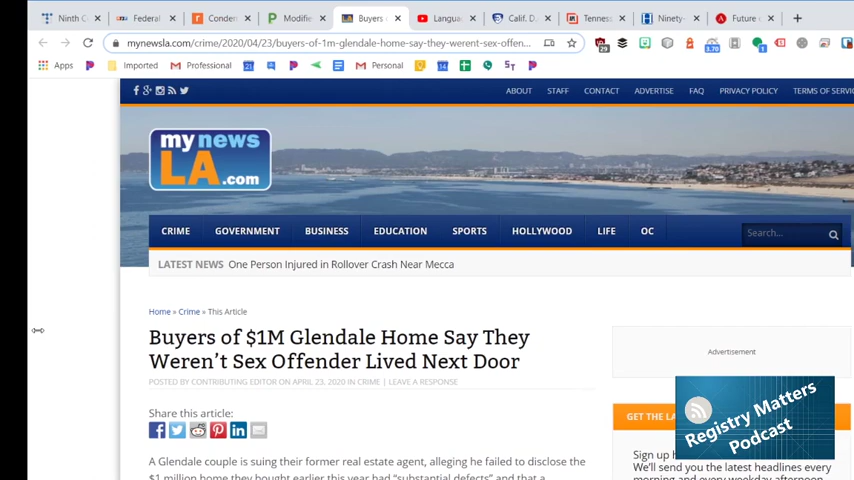 Ninth C
Federal
Conden
Modifie
Buyers
Langua
Calif. D
Tennes
Ninety-
Future o
mynewsla.com/crime/2020/04/23/buyers-of-1m-glendale-home-say-they-werent-sex-offen...
29
3.70
1
Apps
Imported
Professional
Personal
ABOUT
STAFF
CONTACT
ADVERTISE
FAQ
PRIVACY POLICY
TERMS OF SERVIC
my news
LA.com
CRIME
GOVERNMENT
BUSINESS
EDUCATION
SPORTS
HOLLYWOOD
LIFE
OC
Search...
LATEST NEWS One Person Injured in Rollover Crash Near Mecca
Home » Crime » This Article
Buyers of $1M Glendale Home Say They
Weren't Sex Offender Lived Next Door
POSTED BY CONTRIBUTING EDITOR ON APRIL 23, 2020 IN CRIME | LEAVE A RESPONSE
Share this article:
A Glendale couple is suing their former real estate agent, alleging he failed to disclose the
$1 million home they bought earlier this year had "substantial defects" and that a
Advertisement
GET THE LA
Sign up
We'll send you the latest headlines every
morning and every weekday afternoon
Registry Matters
Podcast